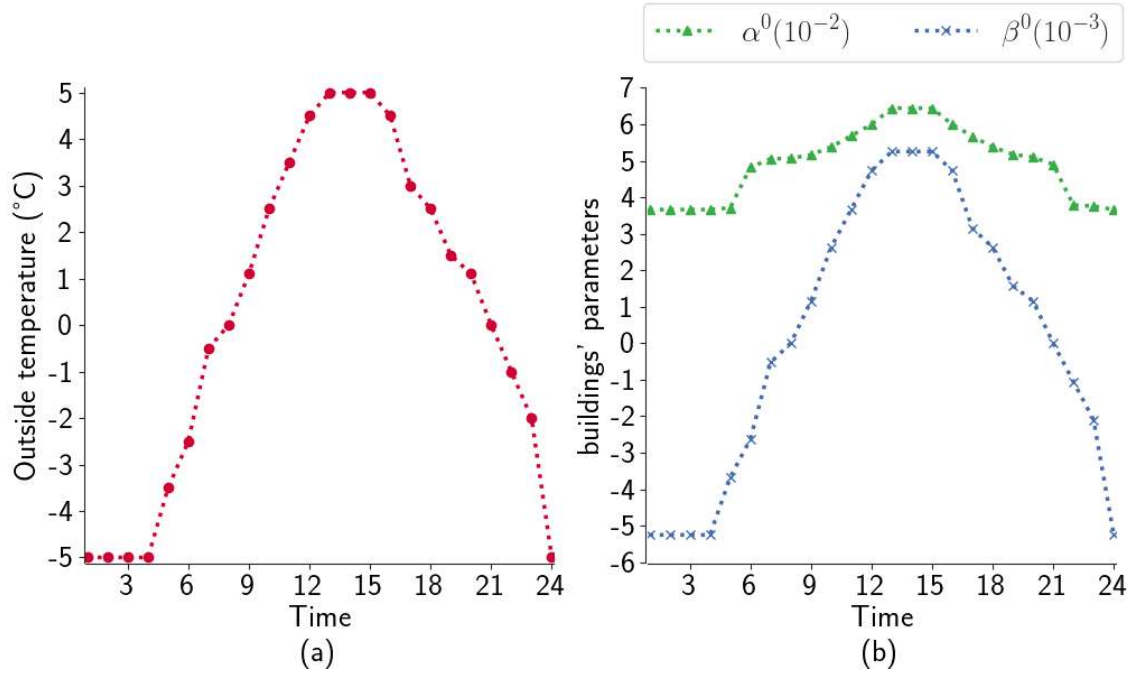 α⁰(10⁻²) β⁰(10⁻³)
Outside temperature (°C)
5
4
3
2
1
0
-1
-2
-3
-4
-5
3 6 9 12 15 18 21 24
Time
(a)
buildings' parameters
7
6
5
4
3
2
1
0
-1
-2
-3
-4
-5
-6
3 6 9 12 15 18 21 24
Time
(b)